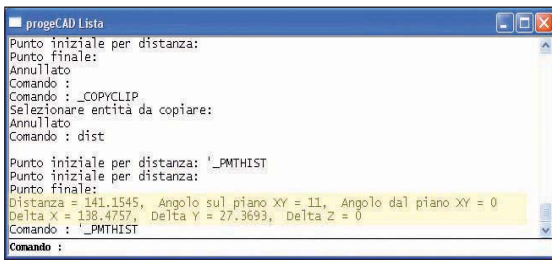 progeCAD Lista
Punto iniziale per distanza:
Punto finale:
Annullato
Comando :
Comando : _COPYCLIP
Selezionare entità da copiare:
Annullato
Comando : dist
Punto iniziale per distanza: '_PMTHIST
Punto iniziale per distanza:
Punto finale:
Distanza = 141.1545, Angolo sul piano XY = 11, Angolo dal piano XY = 0
Delta X = 138.4757, Delta Y = 27.3693, Delta Z = 0
Comando : '_PMTHIST
Comando :